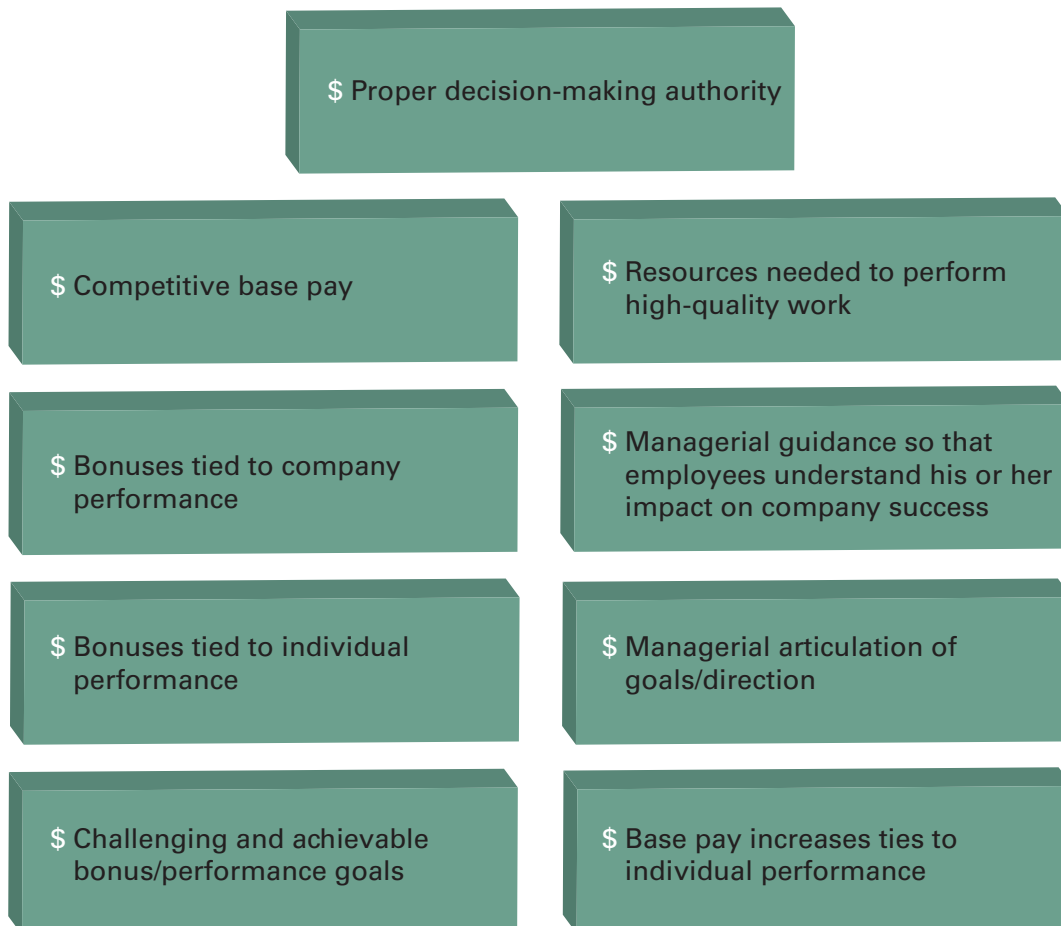 $ Proper decision-making authority
$ Competitive base pay
$ Resources needed to perform
high-quality work
$ Bonuses tied to company
performance
$ Managerial guidance so that
employees understand his or her
impact on company success
$ Bonuses tied to individual
performance
$ Managerial articulation of
goals/direction
$ Challenging and achievable
bonus/performance goals
$ Base pay increases ties to
individual performance